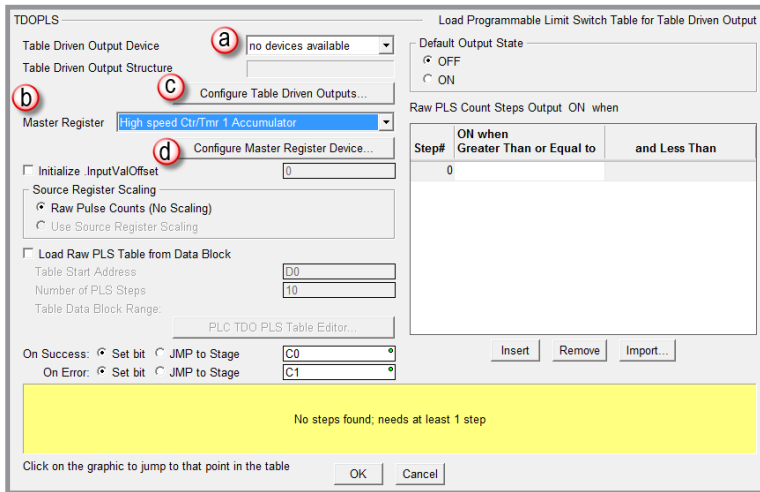 TDOPLS
Load Programmable Limit Switch Table for Table Driven Output
Table Driven Output Device
a
no devices available
Table Driven Output Structure
c
Configure Table Driven Outputs...
b
Master Register
High speed Ctr/Tmr 1 Accumulator
d
Configure Master Register Device...
Initialize .InputValOffset
0
Source Register Scaling
Raw Pulse Counts (No Scaling)
Use Source Register Scaling
Load Raw PLS Table from Data Block
Table Start Address
D0
Number of PLS Steps
10
Table Data Block Range:
PLC TDO PLS Table Editor...
On Success: Set bit JMP to Stage C0
On Error: Set bit JMP to Stage C1
Default Output State
OFF
ON
Raw PLS Count Steps Output ON when
Step#
ON when
Greater Than or Equal to
and Less Than
0
Insert
Remove
Import...
No steps found; needs at least 1 step
Click on the graphic to jump to that point in the table
OK
Cancel